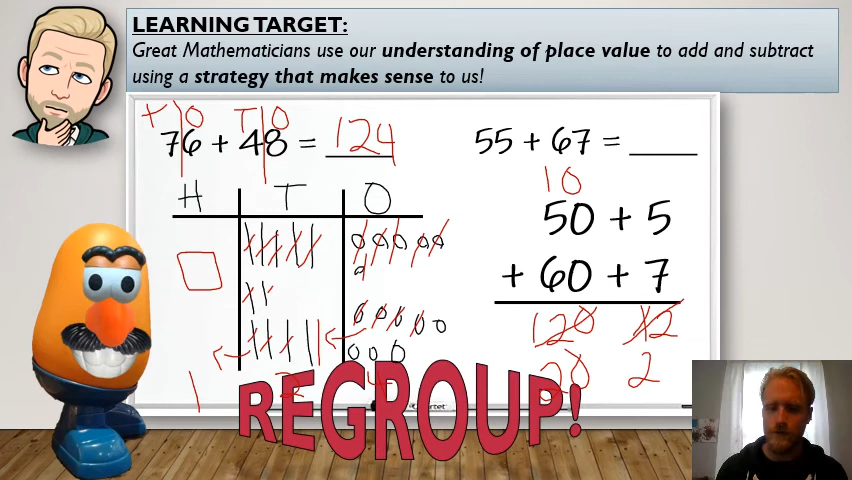 LEARNING TARGET:
Great Mathematicians use our understanding of place value to add and subtract
using a strategy that makes sense to us!
T O T O
76 + 48 = 124
55 + 67 = ____
H T O
10
50 + 5
+ 60 + 7
120 12
20 2
1 2 4
REGROUP!